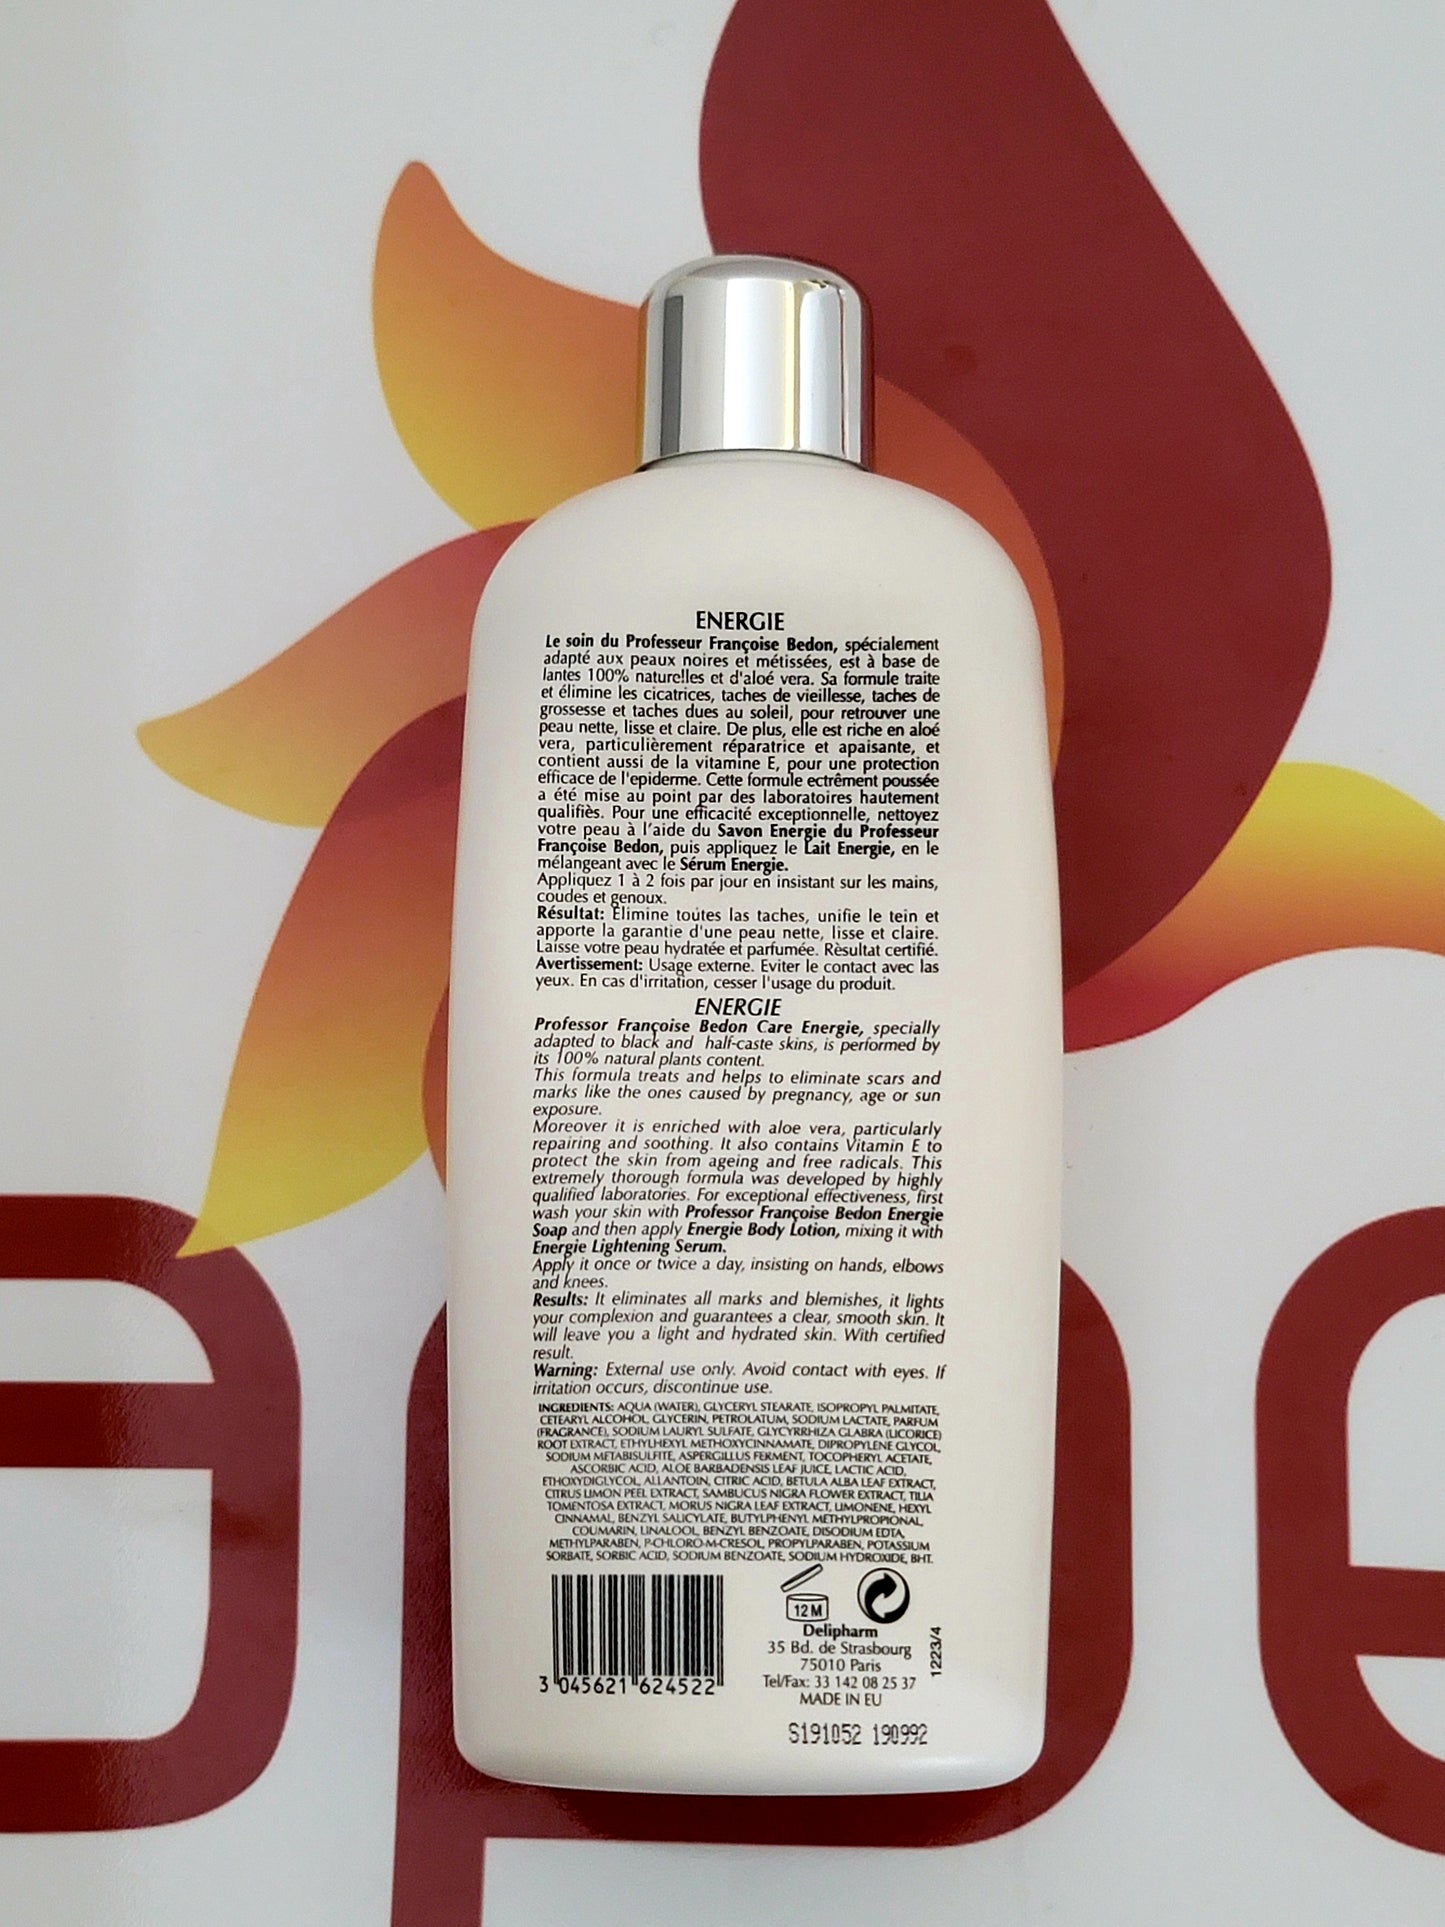 ENERGIE
Le soin du Professeur Françoise Bedon, spécialement
adapté aux peaux noires et métissées, est à base de
lantes 100% naturelles et d'aloé vera. Sa formule traite
et élimine les cicatrices, taches de vieillesse, taches de
grossesse et taches dues au soleil, pour retrouver une
peau nette, lisse et claire. De plus, elle est riche en aloé
vera, particulièrement réparatrice et apaisante, et
contient aussi de la vitamine E, pour une protection
efficace de l'epiderme. Cette formule ectrêment poussée
a été mise au point par des laboratoires hautement
qualifiès. Pour une efficacité exceptionnelle, nettoyez
votre peau à l'aide du Savon Energie du Professeur
Françoise Bedon, puis appliquez le Lait Energie, en le
mélangeant avec le Sérum Energie.
Appliquez 1 à 2 fois par jour en insistant sur les mains,
coudes et genoux.
Résultat: Elimine toutes las taches, unifie le tein et
apporte la garantie d'une peau nette, lisse et claire.
Laisse votre peau hydratée et parfumée. Rèsultat certifié.
Avertissement: Usage externe. Eviter le contact avec las
yeux. En cas d'irritation, cesser l'usage du produit.
ENERGIE
Professor Françoise Bedon Care Energie, specially
adapted to black and half-caste skins, is performed by
its 100% natural plants content.
This formula treats and helps to eliminate scars and
marks like the ones caused by pregnancy, age or sun
exposure.
Moreover it is enriched with aloe vera, particularly
repairing and soothing. It also contains Vitamin E to
protect the skin from ageing and free radicals. This
extremely thorough formula was developed by highly
qualified laboratories. For exceptional effectiveness, first
wash your skin with Professor Françoise Bedon Energie
Soap and then apply Energie Body Lotion, mixing it with
Energie Lightening Serum.
Apply it once or twice a day, insisting on hands, elbows
and knees.
Results: It eliminates all marks and blemishes, it lights
your complexion and guarantees a clear, smooth skin. It
will leave you a light and hydrated skin. With certified
result.
Warning: External use only. Avoid contact with eyes. If
irritation occurs, discontinue use.
INGREDIENTS: AQUA (WATER), GLYCERYL STEARATE, ISOPROPYL PALMITATE,
CETEARYL ALCOHOL, GLYCERIN, PETROLATUM, SODIUM LACTATE, PARFUM
(FRAGRANCE), SODIUM LAURYL SULFATE, GLYCYRRHIZA GLABRA (LICORICE)
ROOT EXTRACT, ETHYLHEXYL METHOXYCINNAMATE, DIPROPYLENE GLYCOL,
SODIUM METABISULFITE, ASPERGILLUS FERMENT, TOCOPHERYL ACETATE,
ASCORBIC ACID, ALOE BARBADENSIS LEAF JUICE, LACTIC ACID,
ETHOXYDIGLYCOL, ALLANTOIN, CITRIC ACID, BETULA ALBA LEAF EXTRACT,
CITRUS LIMON PEEL EXTRACT, SAMBUCUS NIGRA FLOWER EXTRACT, TILIA
TOMENTOSA EXTRACT, MORUS NIGRA LEAF EXTRACT, LIMONENE, HEXYL
CINNAMAL, BENZYL SALICYLATE, BUTYLPHENYL METHYLPROPIONAL,
COUMARIN, LINALOOL, BENZYL BENZOATE, DISODIUM EDTA,
METHYLPARABEN, P-CHLORO-M-CRESOL, PROPYLPARABEN, POTASSIUM
SORBATE, SORBIC ACID, SODIUM BENZOATE, SODIUM HYDROXIDE, BHT.
12 M
Delipharm
35 Bd. de Strasbourg
75010 Paris
Tel/Fax: 33 142 08 25 37
MADE IN EU
1223/4
3 045621 624522
S191052 190992